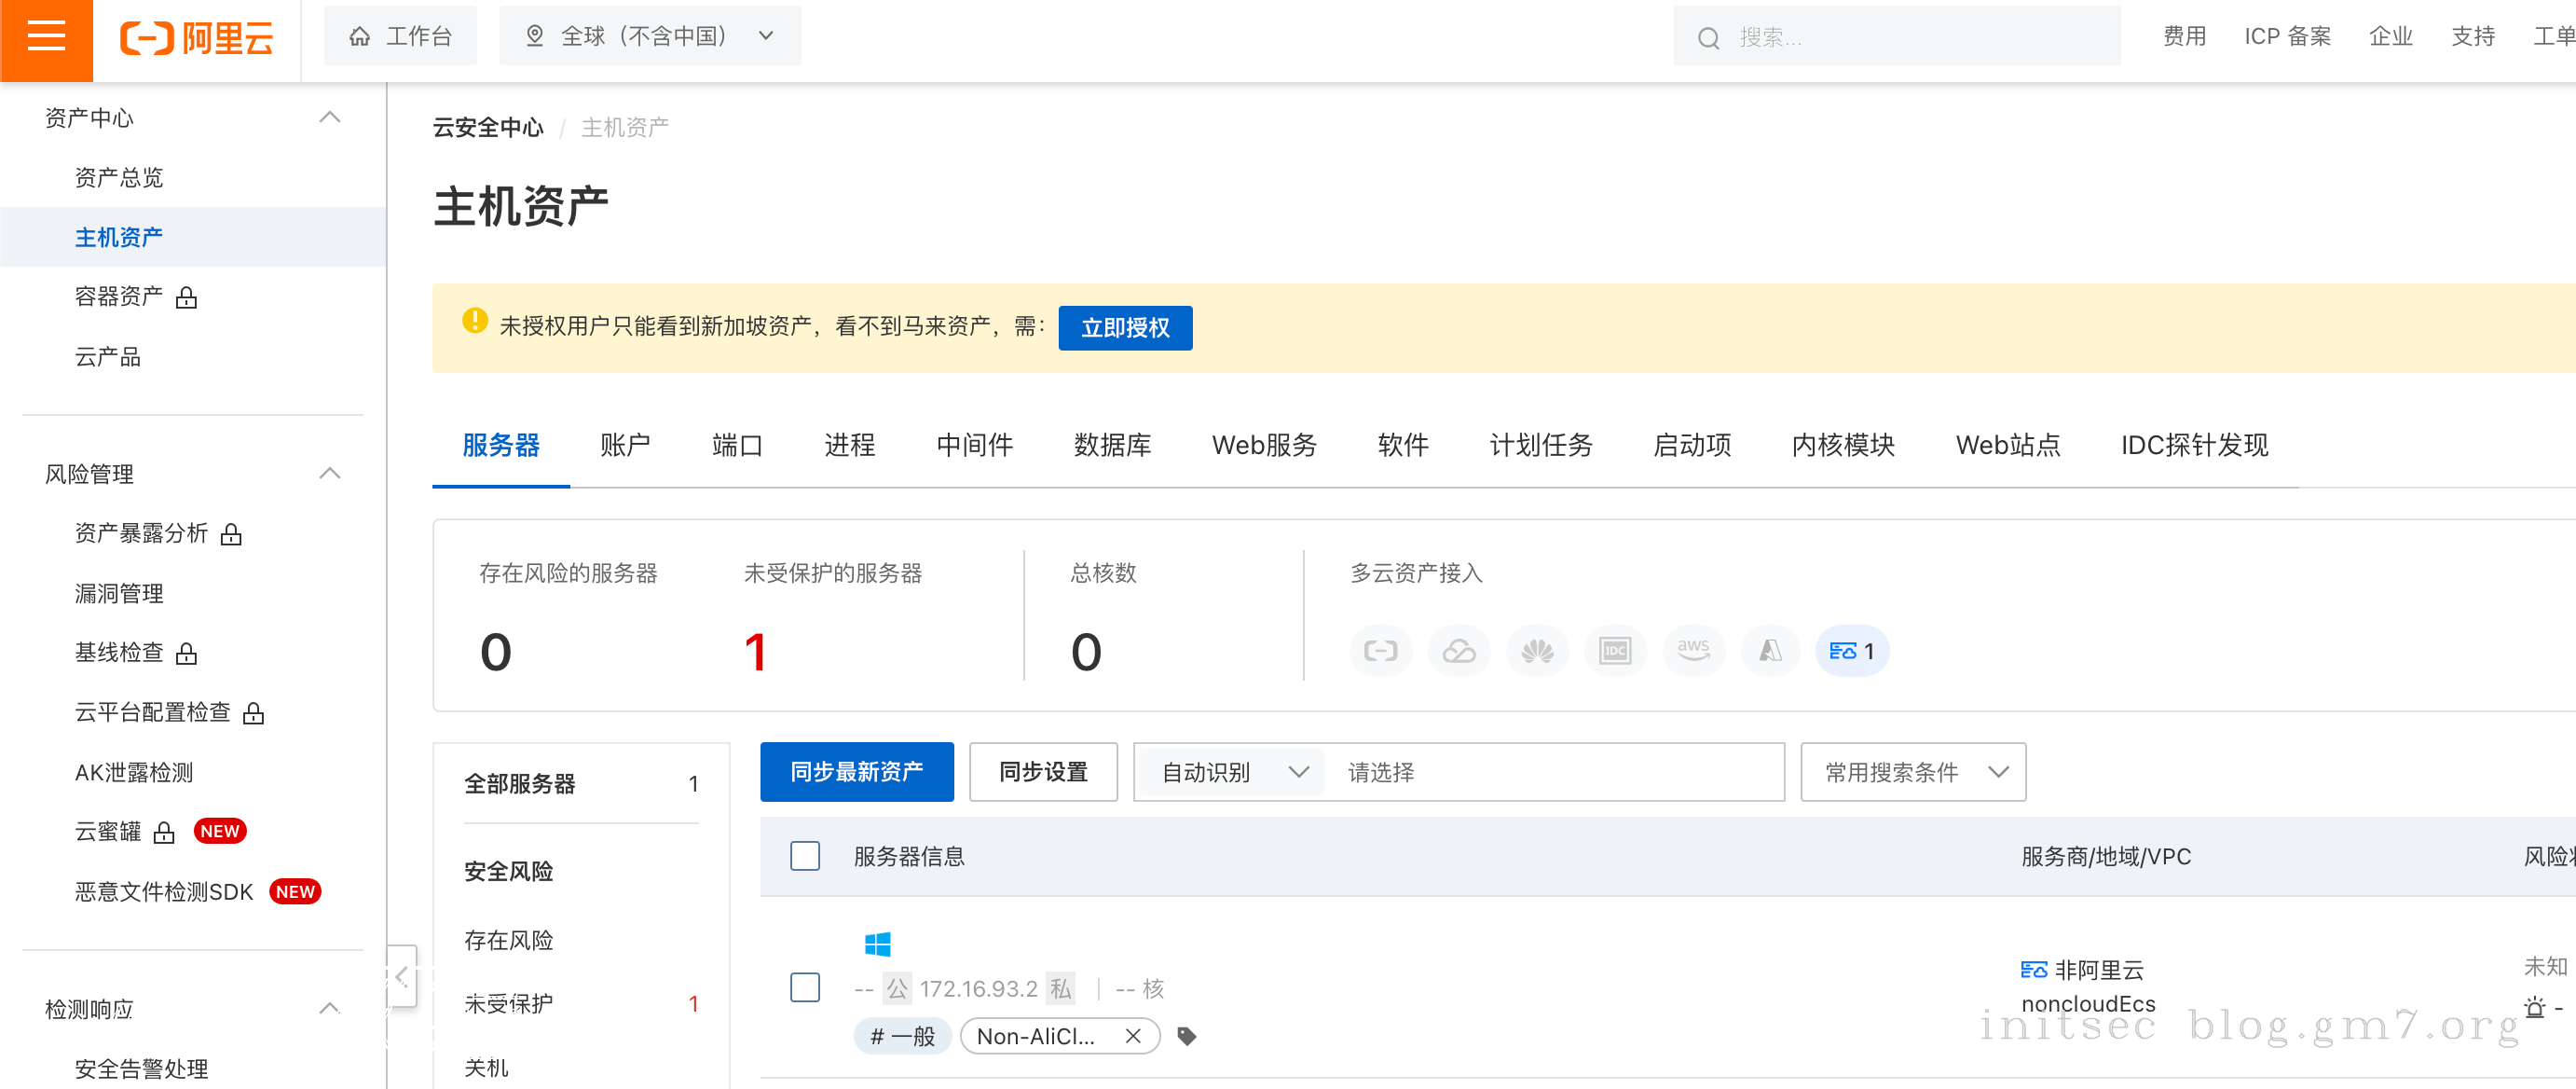 阿里云
工作台
全球（不含中国）
搜索...
费用
ICP 备案
企业
支持
工单
资产中心
资产总览
主机资产
容器资产
云产品
风险管理
资产暴露分析
漏洞管理
基线检查
云平台配置检查
AK泄露检测
云蜜罐 NEW
恶意文件检测SDK NEW
检测响应
安全告警处理
云安全中心 / 主机资产
主机资产
未授权用户只能看到新加坡资产，看不到马来资产，需： 立即授权
服务器 账户 端口 进程 中间件 数据库 Web服务 软件 计划任务 启动项 内核模块 Web站点 IDC探针发现
存在风险的服务器 未受保护的服务器 总核数 多云资产接入
0 1 0 IDC aws 1
全部服务器 1
安全风险
存在风险
未受保护 1
关机
同步最新资产 同步设置 自动识别 请选择 常用搜索条件
服务器信息 服务商/地域/VPC
-- 公 172.16.93.2 私 | -- 核
# 一般 Non-AliCl...
非阿里云
noncloudEcs
未知
-
initsec blog.gm7.org